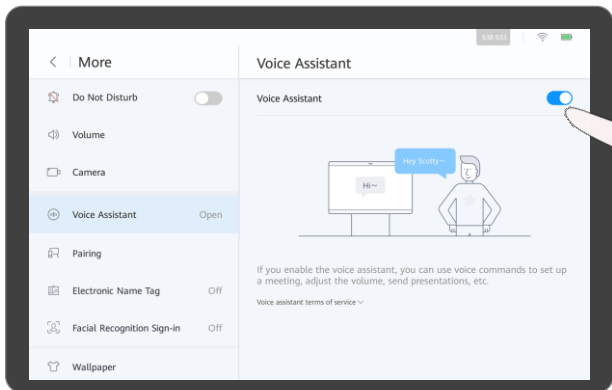 More
Voice Assistant
Do Not Disturb
Voice Assistant
Volume
Camera
Hey Scotty~
Hi~
Voice Assistant Open
Pairing
If you enable the voice assistant, you can use voice commands to set up
a meeting, adjust the volume, send presentations, etc.
Electronic Name Tag Off
Voice assistant terms of service
Facial Recognition Sign-in Off
Wallpaper